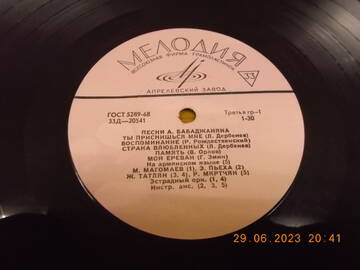 МЕЛОДИЯ
ВСЕСОЮЗНАЯ ФИРМА ГРАМПЛАСТИНОК
33
АПРЕЛЕВСКИЙ ЗАВОД
ГОСТ 5289-68
33Д—20541
Третья гр-1
1-30
ПЕСНИ А. БАБАДЖАНЯНА
ТЫ ПРИСНИШЬСЯ МНЕ (Л. Дербенев)
ВОСПОМИНАНИЕ (Р. Рождественский)
СТРАНА ВЛЮБЛЕННЫХ (Л. Дербенев)
ПАМЯТЬ (В. Орлов)
МОЙ ЕРЕВАН (Г. Эмин)
На армянском языке (5)
М. МАГОМАЕВ (1), Э. ПЬЕХА (2)
Ж. ТАТЛЯН (3, 4), Р. МКРТЧЯН (5)
Эстрадный орк. (1, 4)
Инстр. анс. (2, 3, 5)
29.06.2023 20:41